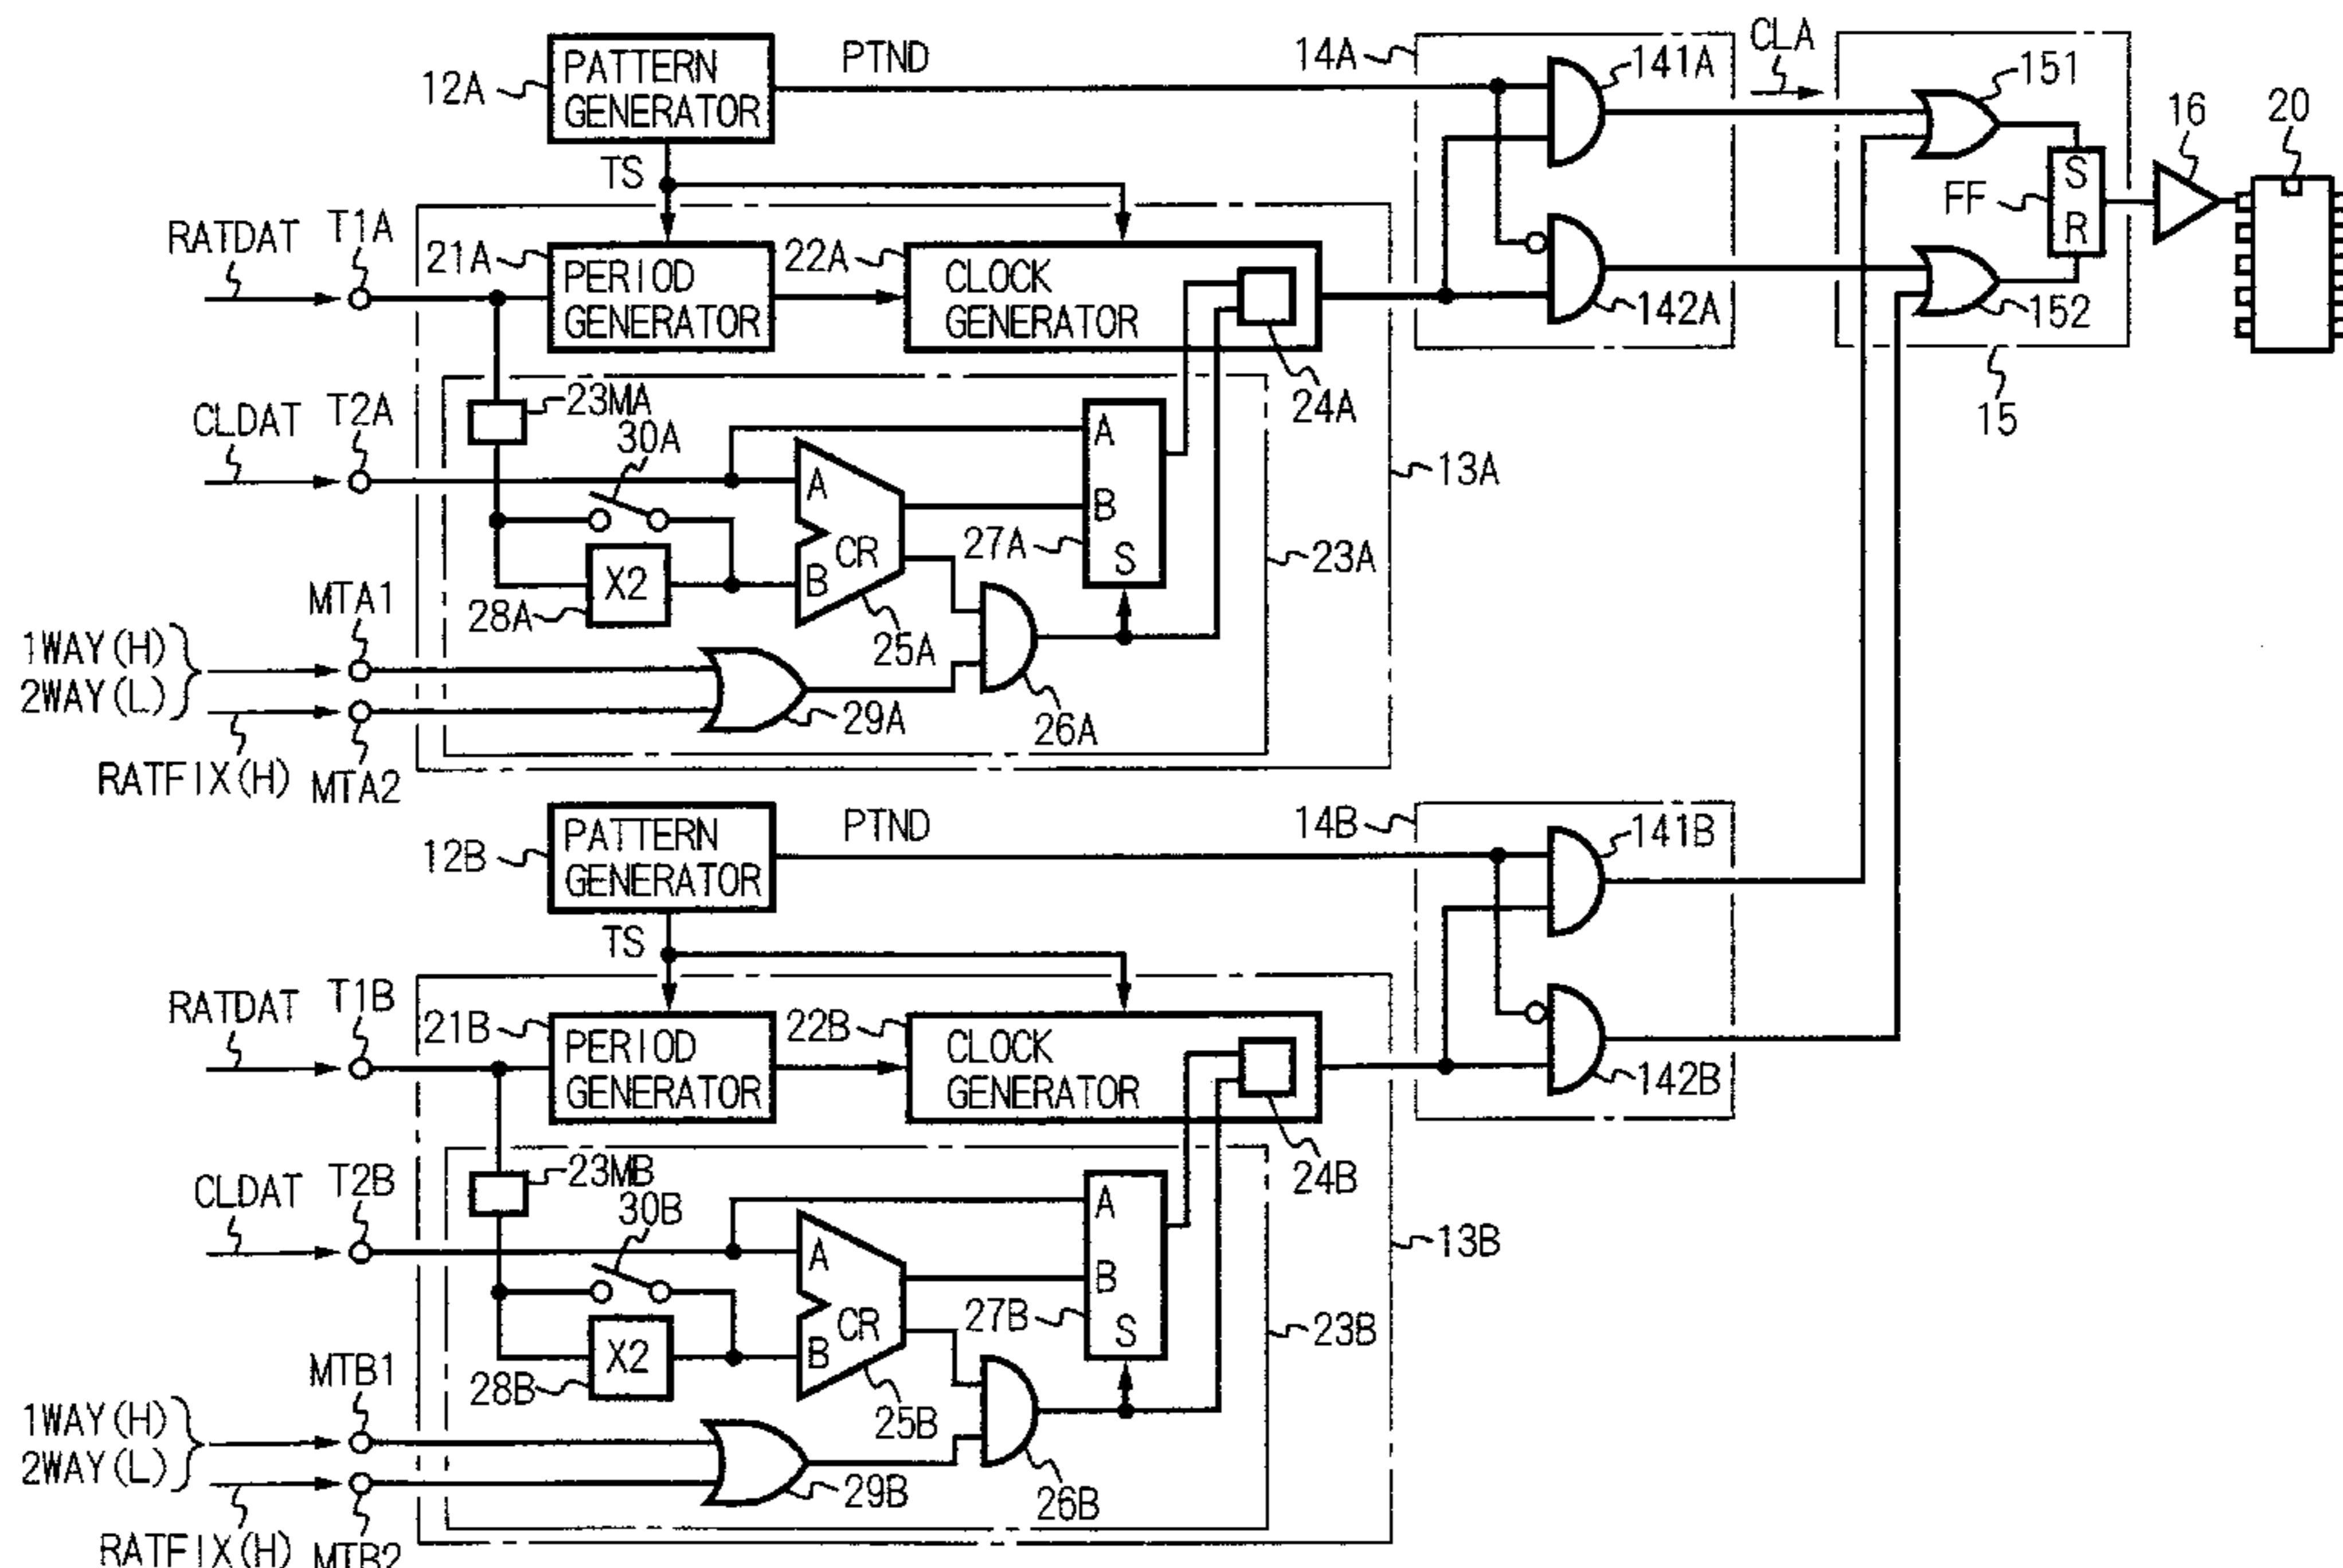 PATTERN
GENERATOR
12A
PTND
TS
14A
141A
142A
CLA
151
152
FF
S
R
15
16
20
RATDAT
T1A
21A
PERIOD
GENERATOR
22A
CLOCK
GENERATOR
24A
CLDAT
T2A
23MA
30A
A
B
CR
X2
28A
25A
A
B
S
27A
13A
23A
1WAY(H)
2WAY(L)
MTA1
29A
26A
RATFIX(H)
MTA2
PATTERN
GENERATOR
12B
PTND
TS
14B
141B
142B
RATDAT
T1B
21B
PERIOD
GENERATOR
22B
CLOCK
GENERATOR
24B
CLDAT
T2B
23MB
30B
A
B
CR
X2
28B
25B
A
B
S
27B
13B
23B
1WAY(H)
2WAY(L)
MTB1
29B
26B
RATFIX(H)
MTB2